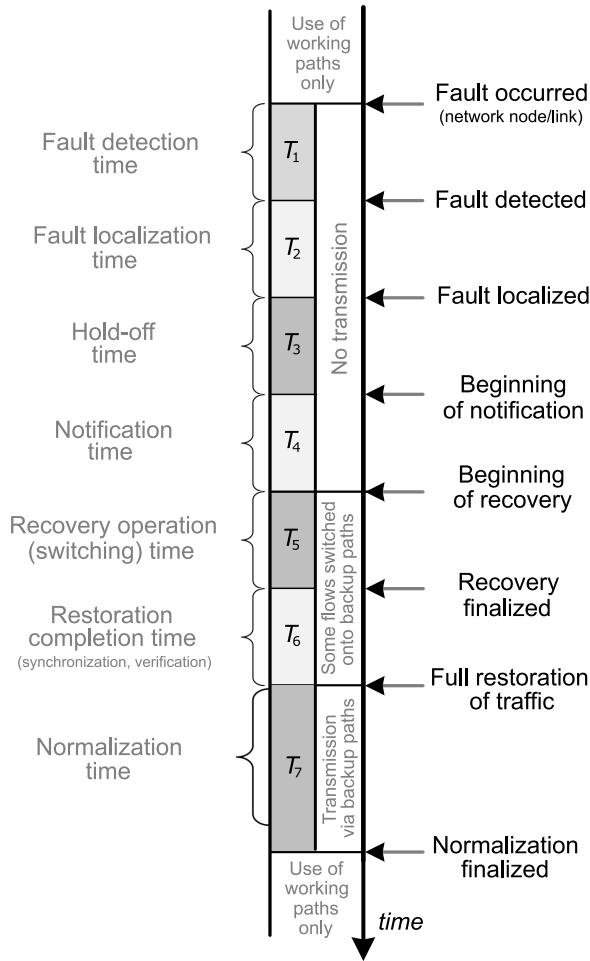 Use of
working
paths
only
Fault occurred
(network node/link)
Fault detection
time
T1
Fault detected
Fault localization
time
T2
No transmission
Fault localized
Hold-off
time
T3
Beginning
of notification
Notification
time
T4
Beginning
of recovery
Recovery operation
(switching) time
T5
Some flows switched
onto backup paths
Recovery
finalized
Restoration
completion time
(synchronization, verification)
T6
Full restoration
of traffic
Normalization
time
T7
Transmission
via backup paths
Normalization
finalized
Use of
working
paths
only
time